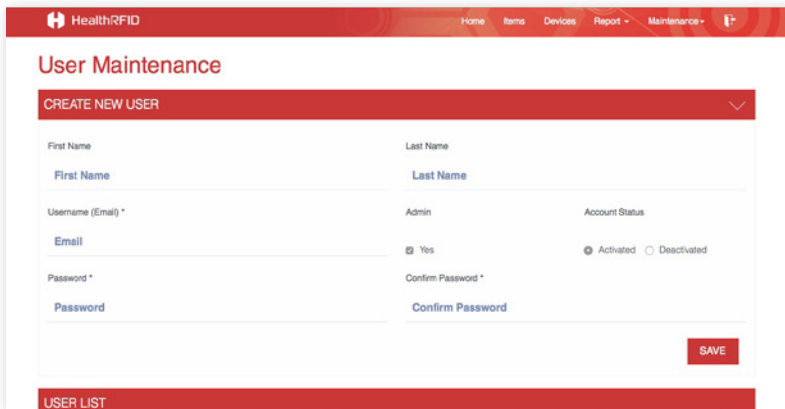 HealthRFID
Home Items Devices Report Maintenance
User Maintenance
CREATE NEW USER
First Name Last Name
First Name Last Name
Username (Email) * Admin Account Status
Email
Yes Activated Deactivated
Password * Confirm Password *
Password Confirm Password
SAVE
USER LIST